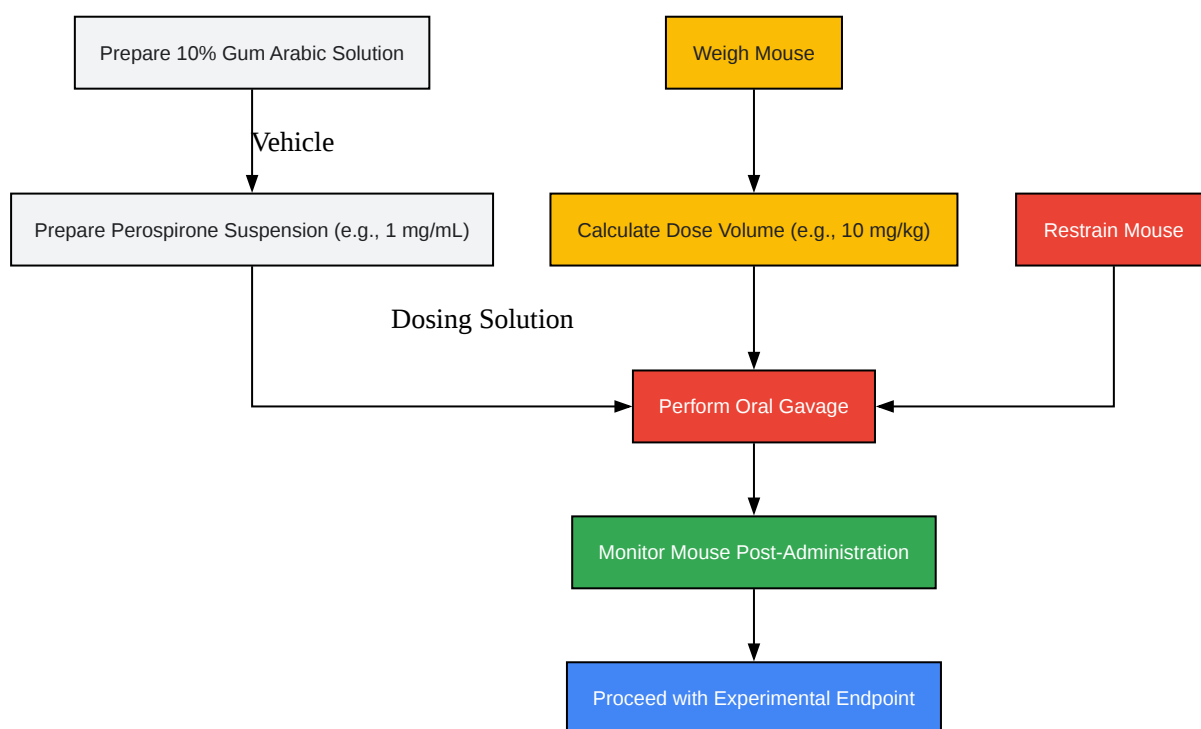 Prepare 10% Gum Arabic Solution
Weigh Mouse
Vehicle
Prepare Perospirone Suspension (e.g., 1 mg/mL)
Calculate Dose Volume (e.g., 10 mg/kg)
Restrain Mouse
Dosing Solution
Perform Oral Gavage
Monitor Mouse Post-Administration
Proceed with Experimental Endpoint